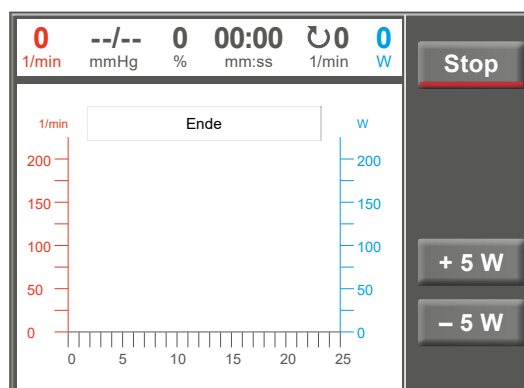 0 --/-- 0 00:00 ↻0 0
1/min mmHg % mm:ss 1/min W
Stop
1/min Ende W
200 200
150 150
100 100
+ 5 W
50 50
– 5 W
0 0
0 5 10 15 20 25